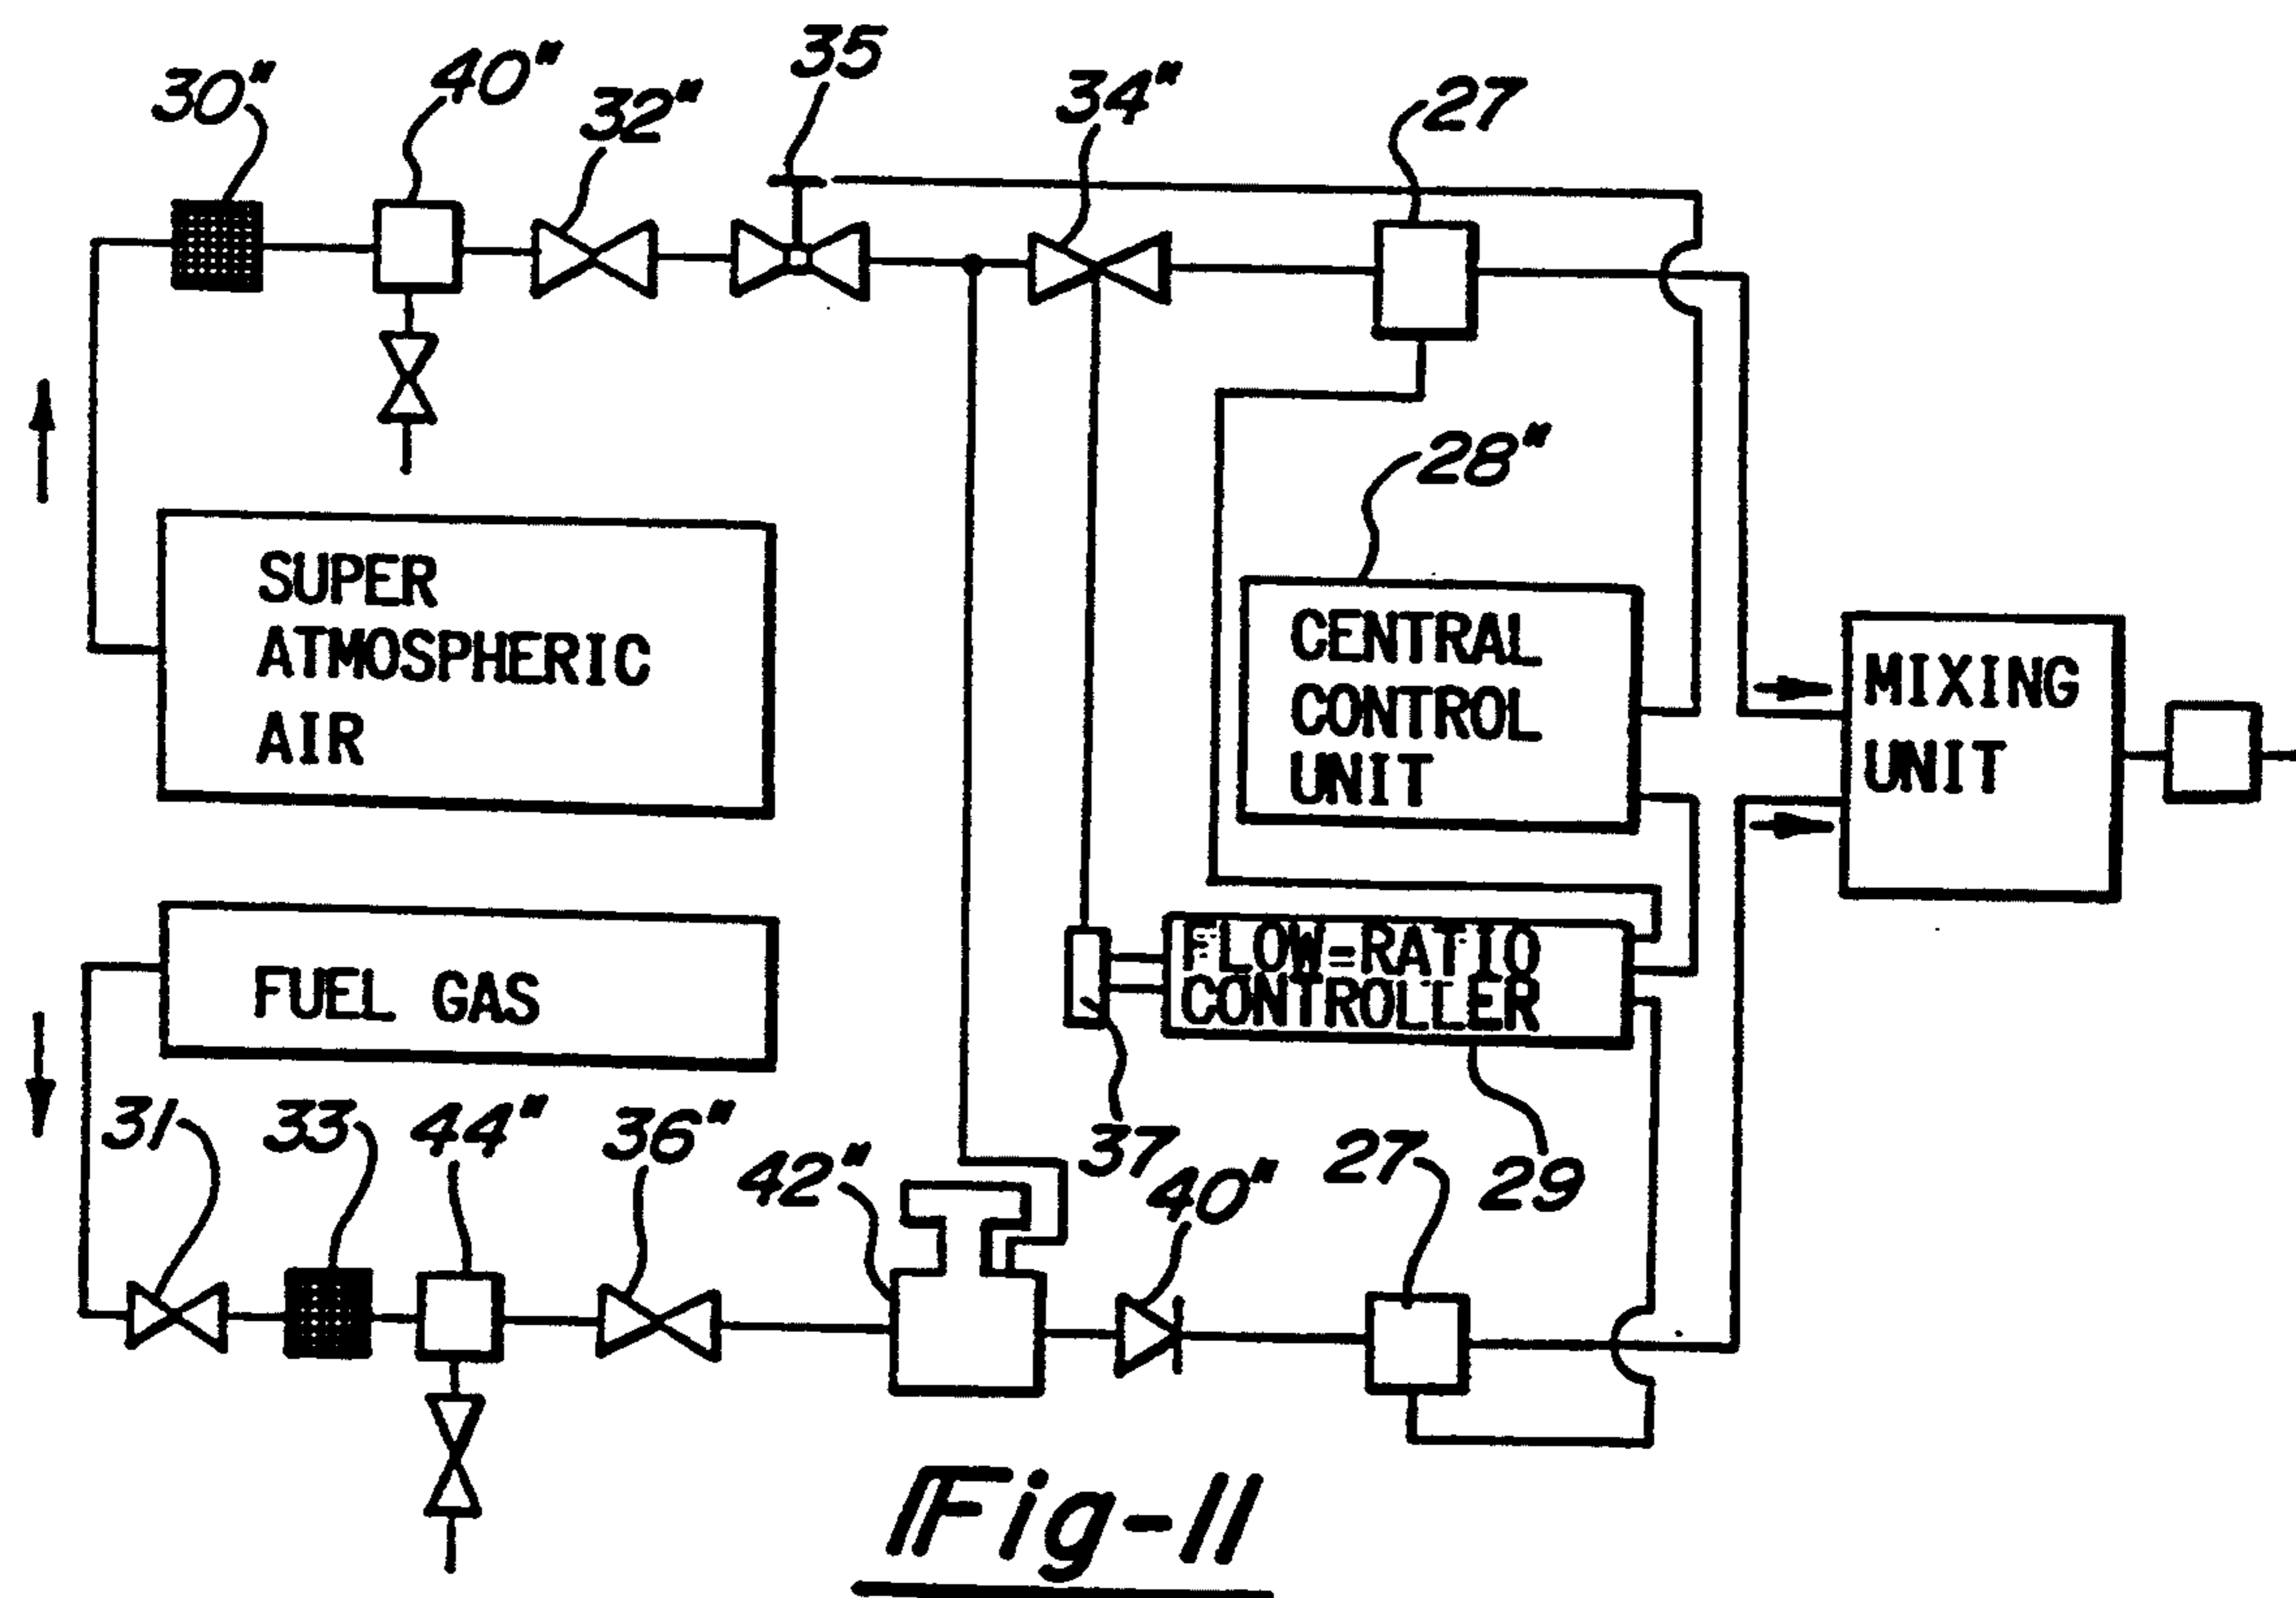 30"
40"
32"
35
34"
27
28"
SUPER
ATMOSPHERIC
AIR
CENTRAL
CONTROL
UNIT
MIXING
UNIT
FUEL GAS
FLOW=RATIO
CONTROLLER
31
33
44"
36"
42"
37
40"
27
29
Fig-11